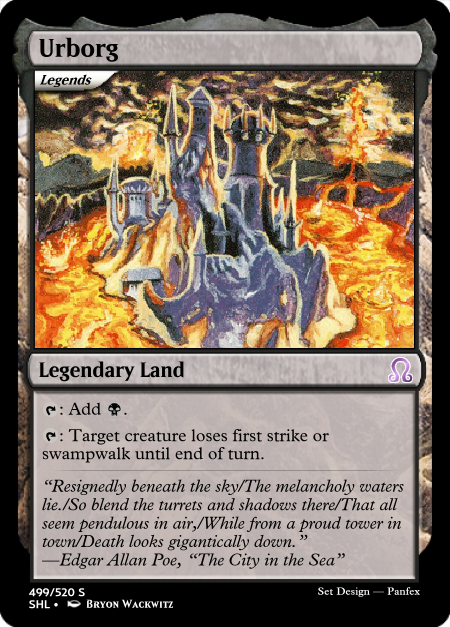 Urborg
Legends
Legendary Land
: Add .
: Target creature loses first strike or
swampwalk until end of turn.
“Resignedly beneath the sky/The melancholy waters
lie./So blend the turrets and shadows there/That all
seem pendulous in air,/While from a proud tower in
town/Death looks gigantically down.”
—Edgar Allan Poe, “The City in the Sea”
499/520 S
Set Design — Panfex
SHL • Bryon Wackwitz